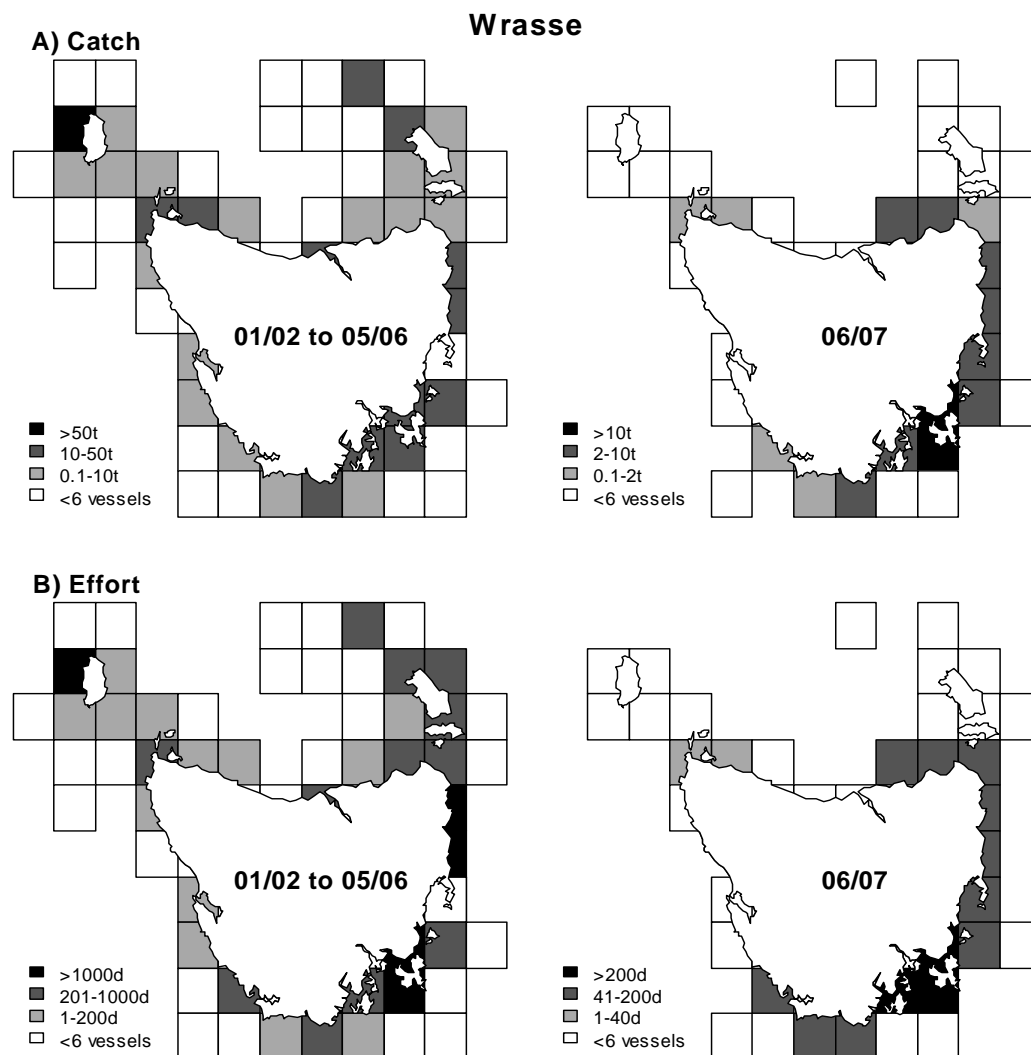 Wrasse
A) Catch
01/02 to 05/06
>50t
10-50t
0.1-10t
<6 vessels
06/07
>10t
2-10t
0.1-2t
<6 vessels
B) Effort
01/02 to 05/06
>1000d
201-1000d
1-200d
<6 vessels
06/07
>200d
41-200d
1-40d
<6 vessels